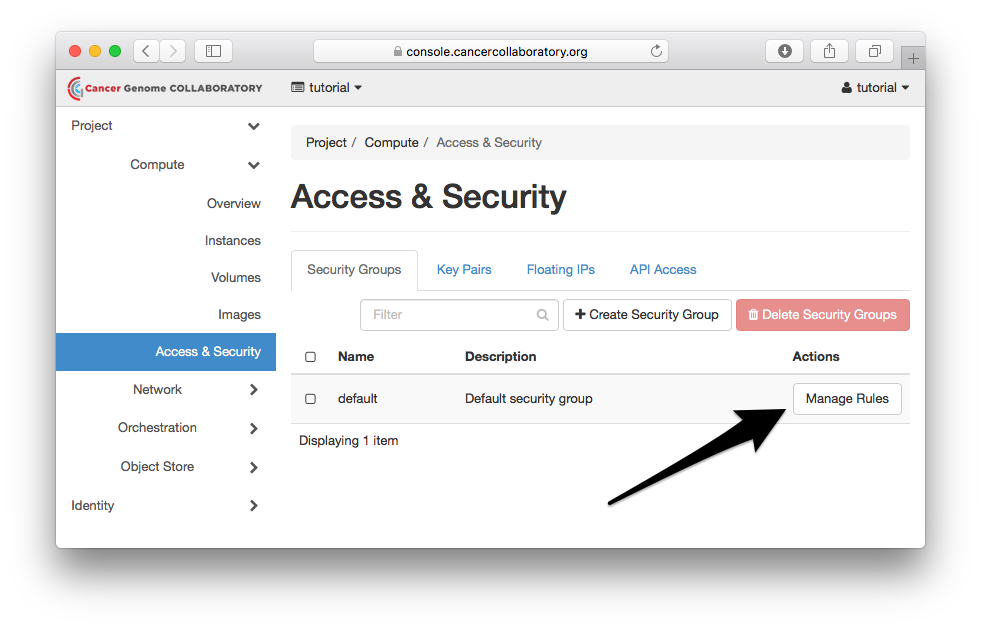 console.cancercollaboratory.org
Cancer Genome COLLABORATORY
tutorial
tutorial
Project
Compute
Overview
Instances
Volumes
Images
Access & Security
Network
Orchestration
Object Store
Identity
Project / Compute / Access & Security
Access & Security
Security Groups Key Pairs Floating IPs API Access
Filter + Create Security Group Delete Security Groups
Name Description Actions
default Default security group Manage Rules
Displaying 1 item